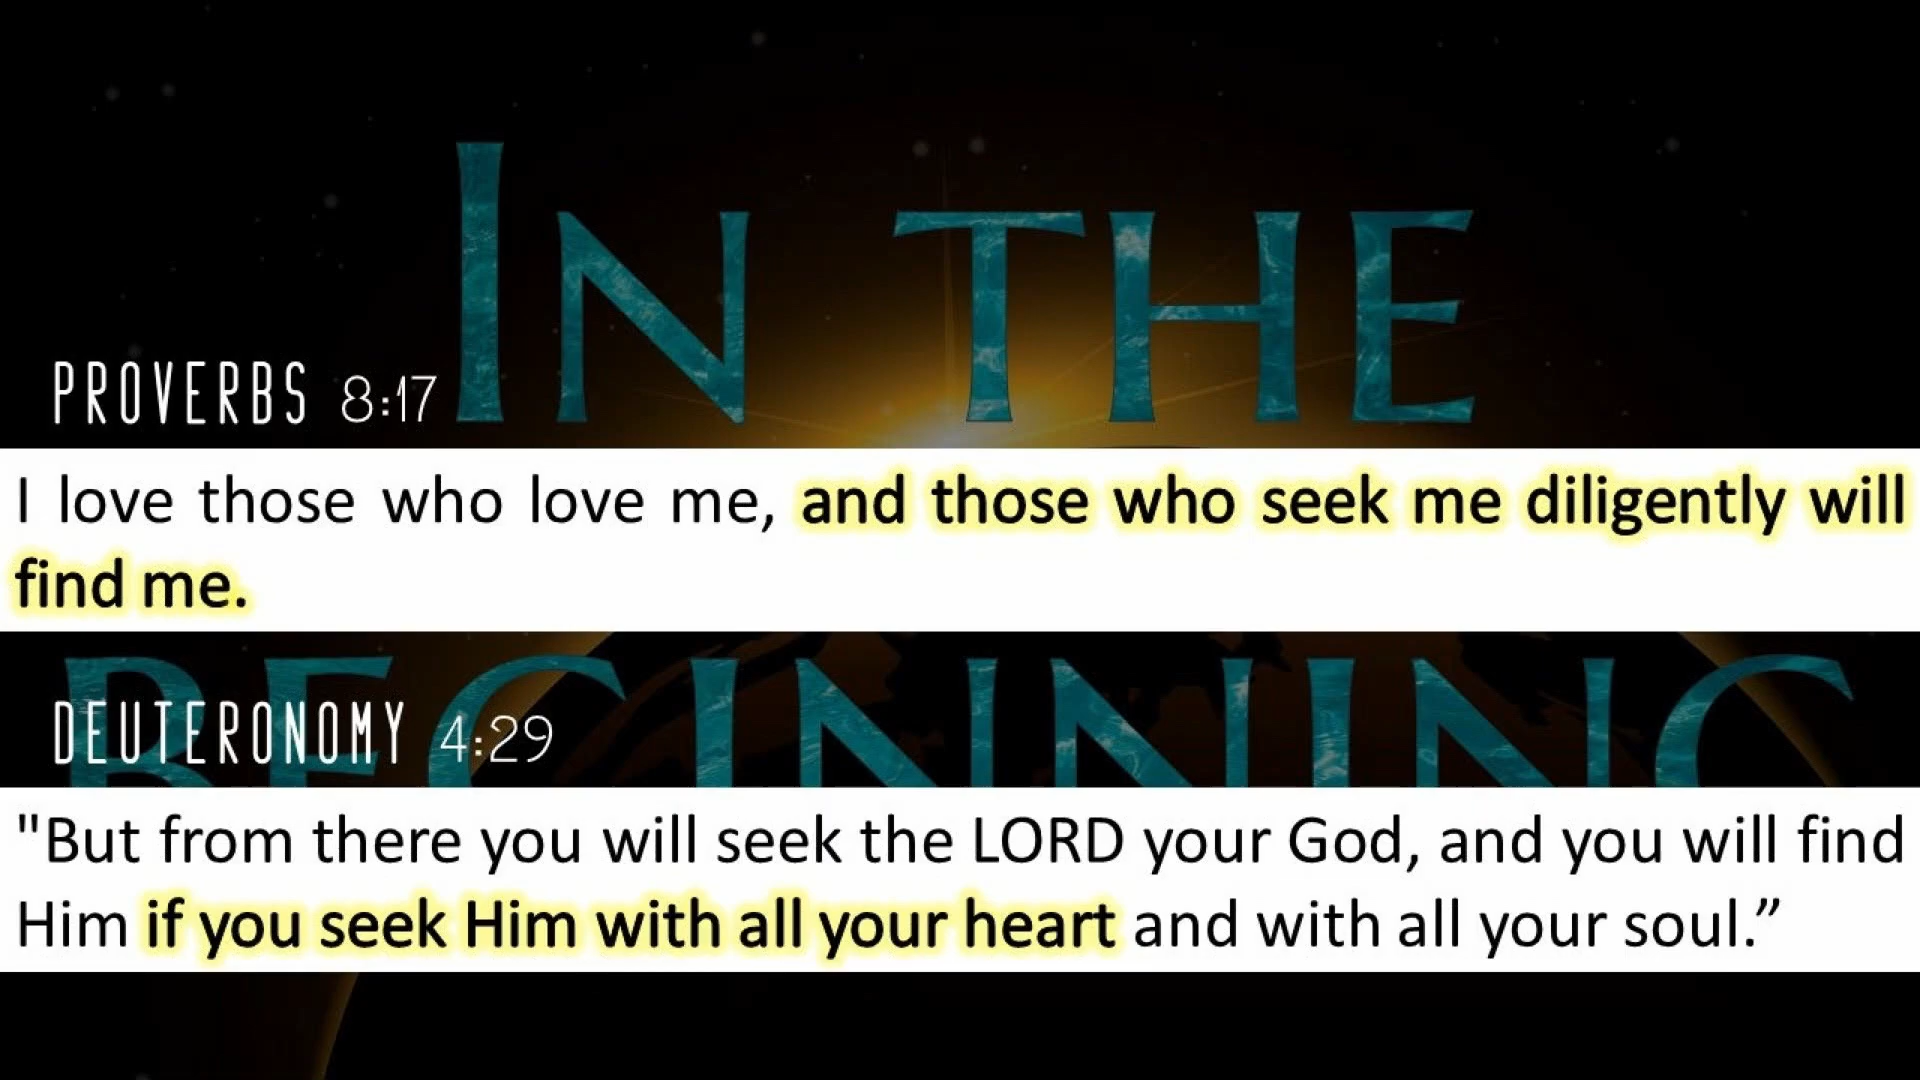 IN THE
PROVERBS 8:17
I love those who love me, and those who seek me diligently will
find me.
BEGINNING
DEUTERONOMY 4:29
"But from there you will seek the LORD your God, and you will find
Him if you seek Him with all your heart and with all your soul.”